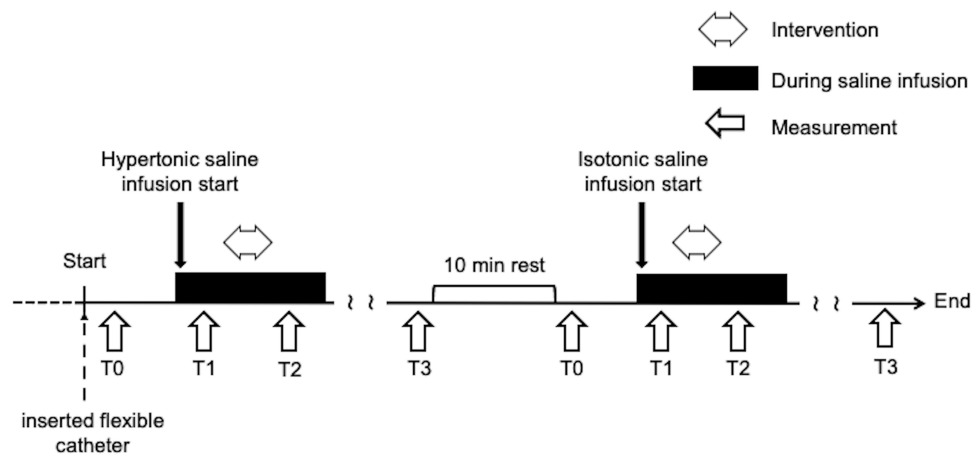 Intervention
During saline infusion
Measurement
Hypertonic saline
infusion start
Isotonic saline
infusion start
Start
10 min rest
End
T0
T1
T2
T3
T0
T1
T2
T3
inserted flexible
catheter